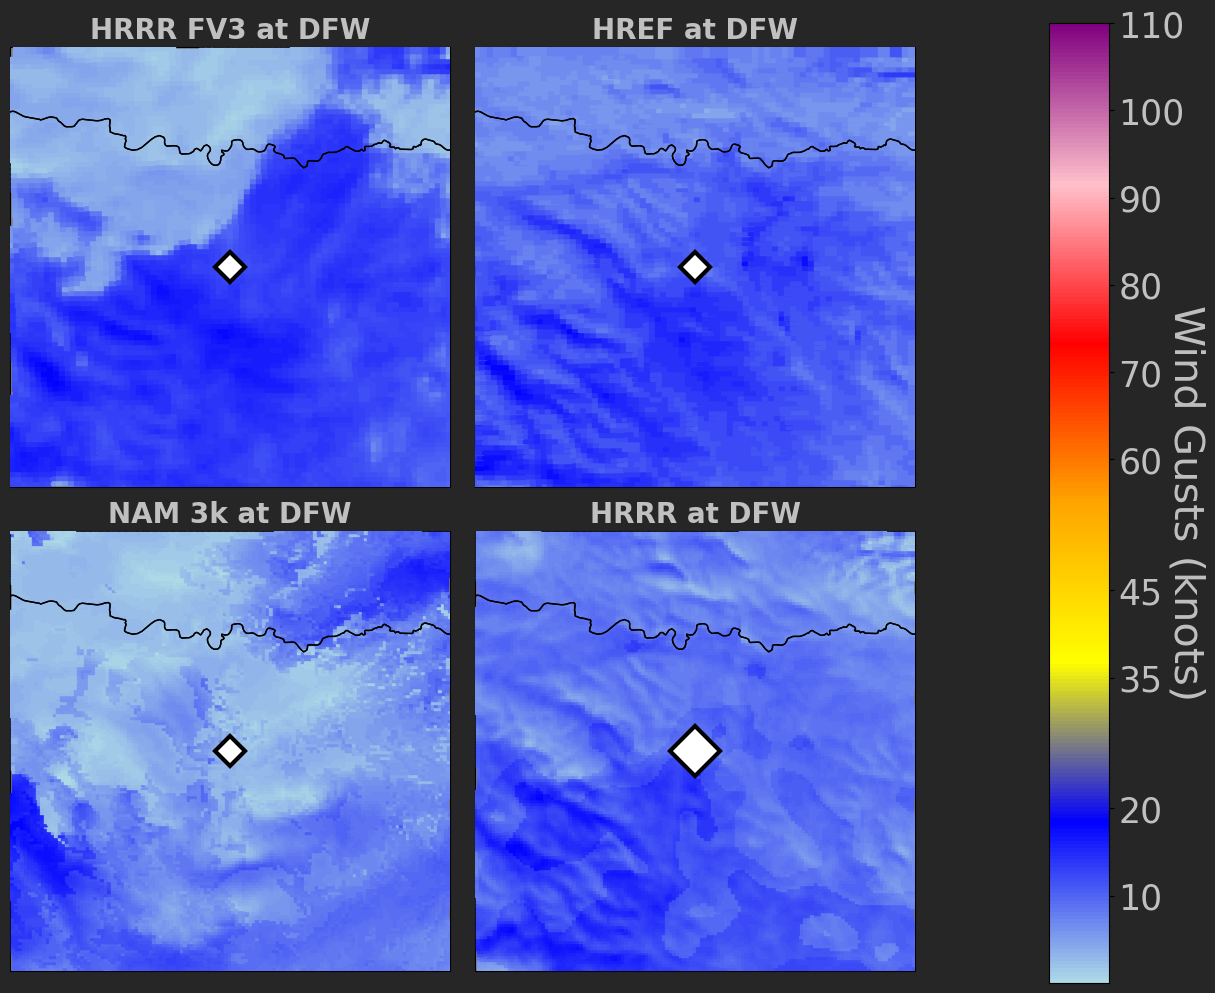 HRRR FV3 at DFW
HREF at DFW
NAM 3k at DFW
HRRR at DFW
110
100
90
80
70
60
45
35
20
10
Wind Gusts (knots)